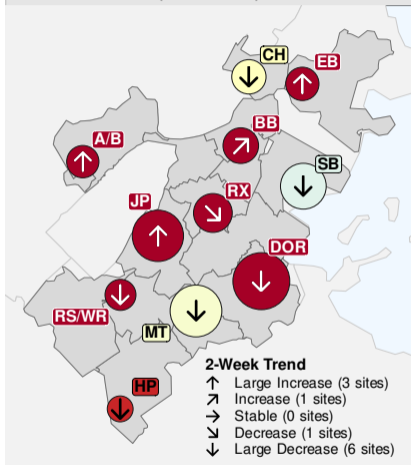 CH
EB
BB
A/B
SB
RX
JP
DOR
RS/WR
MT
HP
2-Week Trend
↑ Large Increase (3 sites)
↗ Increase (1 sites)
→ Stable (0 sites)
↘ Decrease (1 sites)
↓ Large Decrease (6 sites)